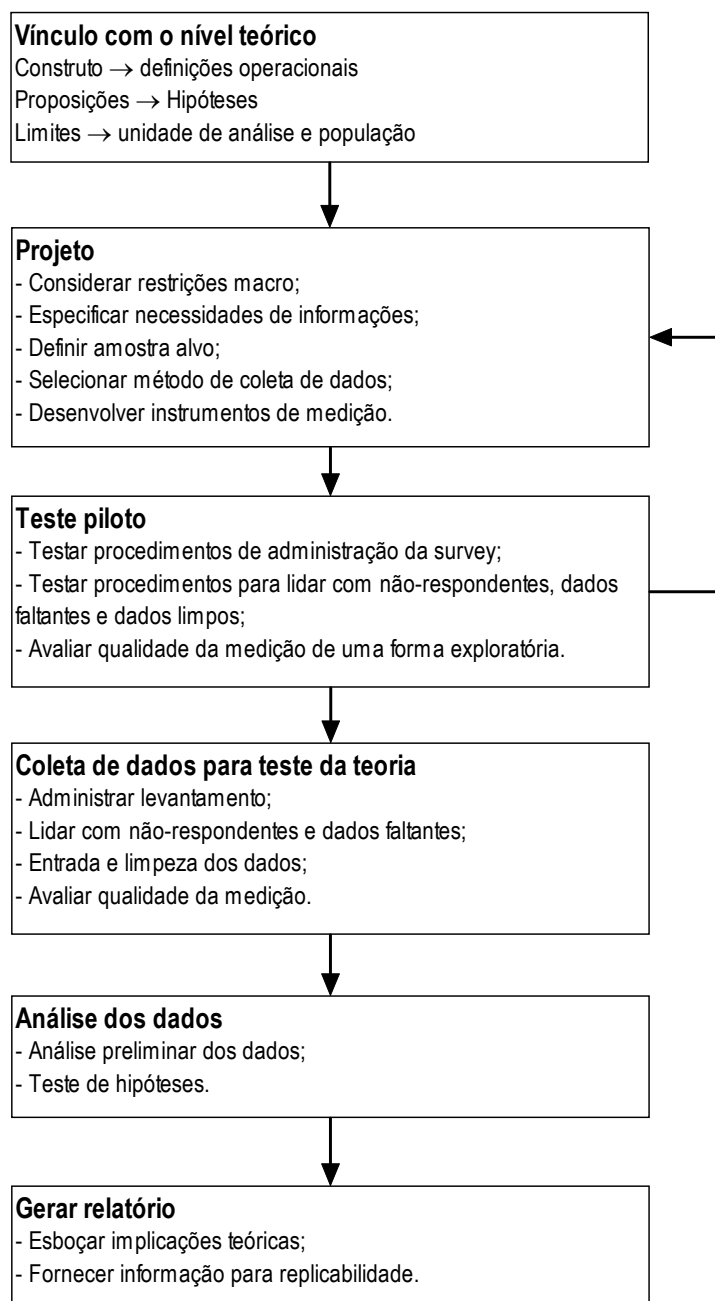 Vínculo com o nível teórico
Construto → definições operacionais
Proposições → Hipóteses
Limites → unidade de análise e população
Projeto
- Considerar restrições macro;
- Especificar necessidades de informações;
- Definir amostra alvo;
- Selecionar método de coleta de dados;
- Desenvolver instrumentos de medição.
Teste piloto
- Testar procedimentos de administração da survey;
- Testar procedimentos para lidar com não-respondentes, dados
faltantes e dados limpos;
- Avaliar qualidade da medição de uma forma exploratória.
Coleta de dados para teste da teoria
- Administrar levantamento;
- Lidar com não-respondentes e dados faltantes;
- Entrada e limpeza dos dados;
- Avaliar qualidade da medição.
Análise dos dados
- Análise preliminar dos dados;
- Teste de hipóteses.
Gerar relatório
- Esboçar implicações teóricas;
- Fornecer informação para replicabilidade.